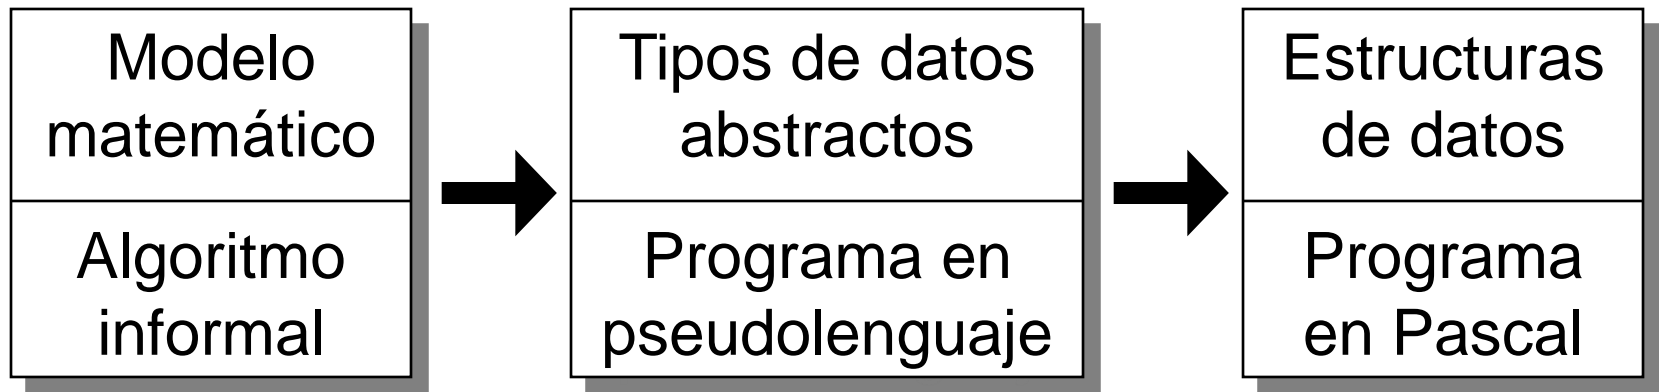 Modelo
matemático
Algoritmo
informal
Tipos de datos
abstractos
Programa en
pseudolenguaje
Estructuras
de datos
Programa
en Pascal